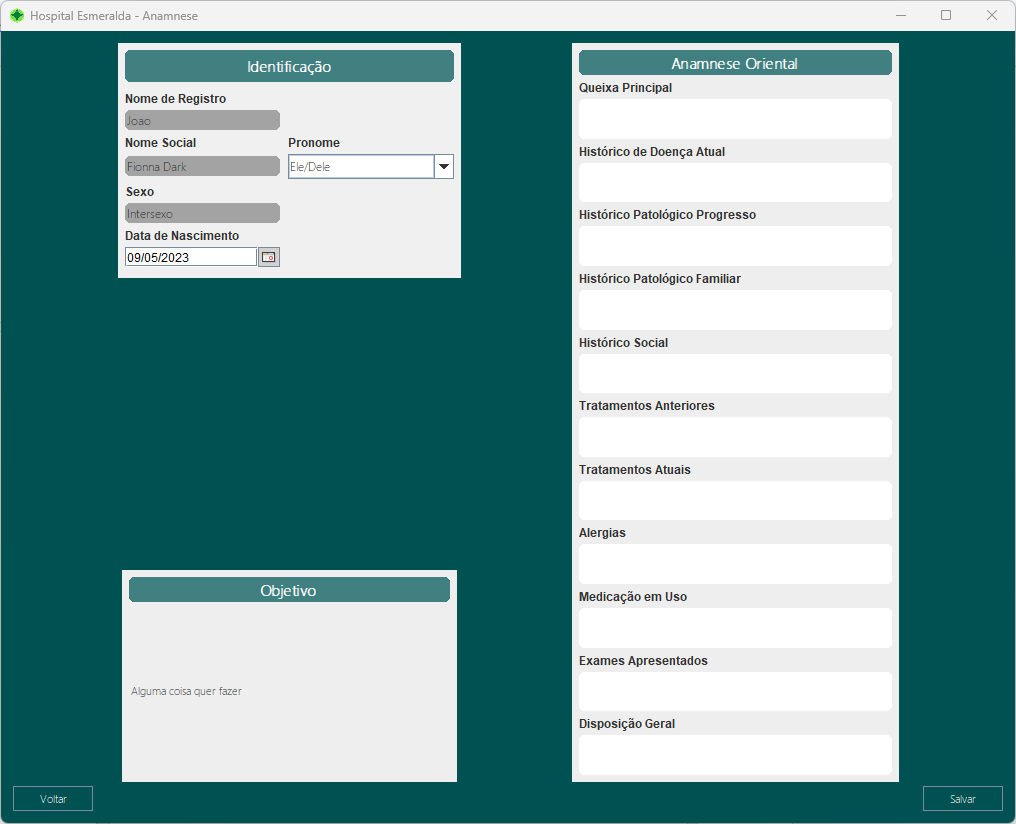 Hospital Esmeralda - Anamnese
Identificação
Nome de Registro
Joao
Nome Social
Pronome
Fionna Dark
Ele/Dele
Sexo
Intersexo
Data de Nascimento
09/05/2023
Objetivo
Alguma coisa quer fazer
Voltar
Anamnese Oriental
Queixa Principal
Histórico de Doença Atual
Histórico Patológico Progresso
Histórico Patológico Familiar
Histórico Social
Tratamentos Anteriores
Tratamentos Atuais
Alergias
Medicação em Uso
Exames Apresentados
Disposição Geral
Salvar